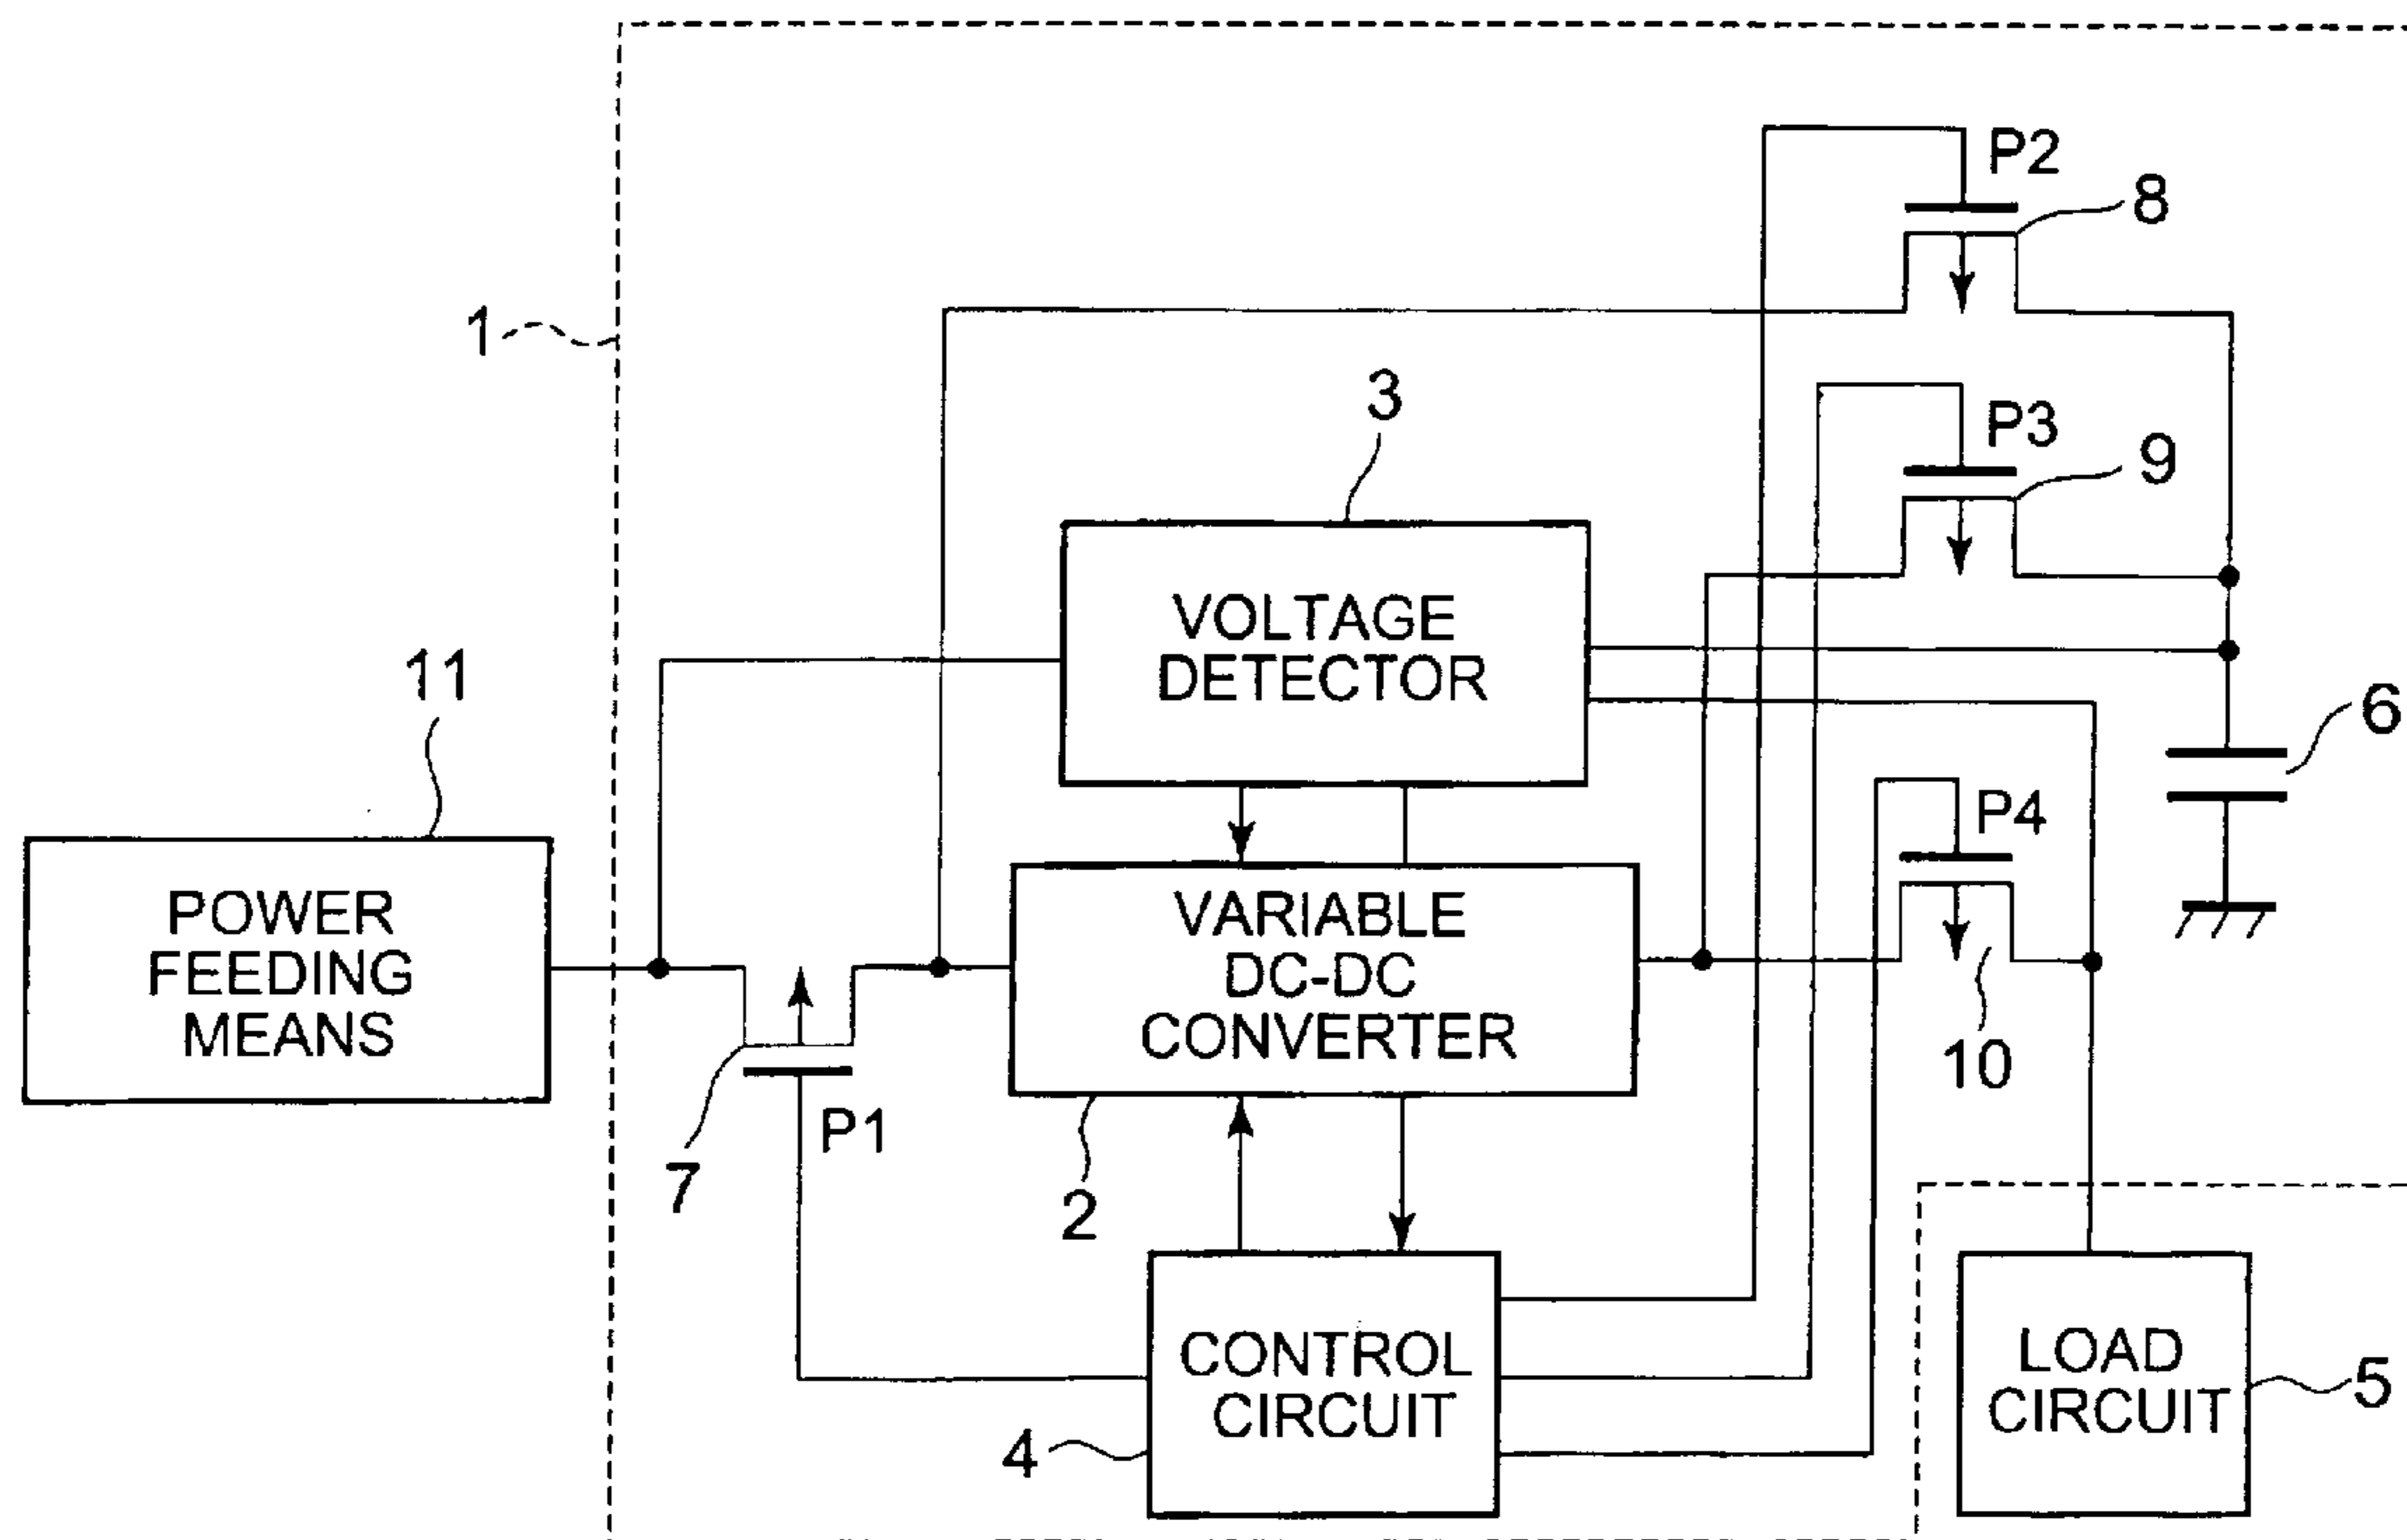 P2
8
1
P3
9
3
VOLTAGE
DETECTOR
11
6
P4
POWER
FEEDING
MEANS
VARIABLE
DC-DC
CONVERTER
10
P1
7
2
CONTROL
CIRCUIT
4
LOAD
CIRCUIT
5